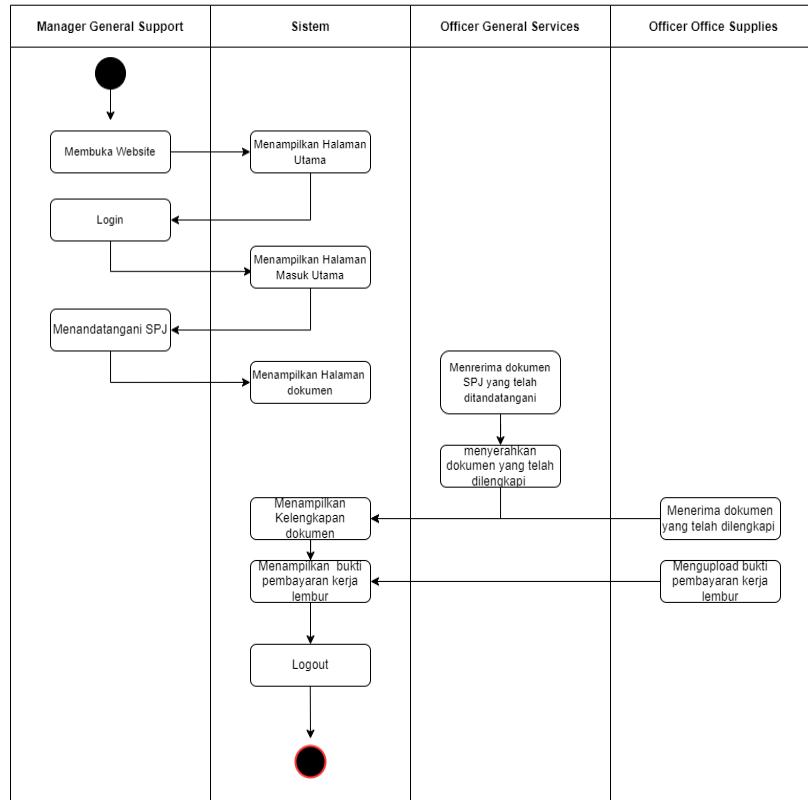 Manager General Support
Sistem
Officer General Services
Officer Office Supplies
Membuka Website
Menampilkan Halaman
Utama
Login
Menampilkan Halaman
Masuk Utama
Menandatangani SPJ
Menampilkan Halaman
dokumen
Menrerima dokumen
SPJ yang telah
ditandatangani
menyerahkan
dokumen yang telah
dilengkapi
Menampilkan
Kelengkapan
dokumen
Menerima dokumen
yang telah dilengkapi
Menampilkan bukti
pembayaran kerja
lembur
Mengupload bukti
pembayaran kerja
lembur
Logout